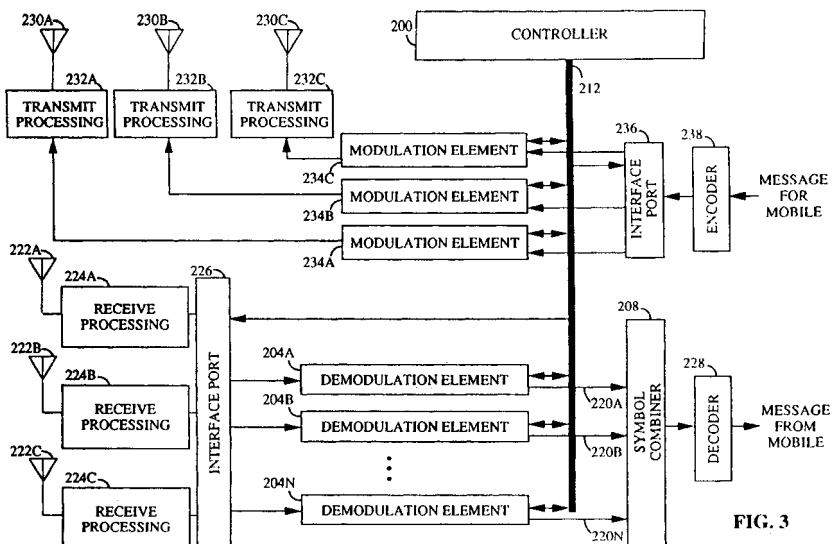 230A
230B
230C
200
CONTROLLER
212
232A
TRANSMIT
PROCESSING
232B
TRANSMIT
PROCESSING
232C
TRANSMIT
PROCESSING
MODULATION ELEMENT
234C
MODULATION ELEMENT
234B
MODULATION ELEMENT
234A
236
INTERFACE
PORT
238
ENCODER
MESSAGE
FOR
MOBILE
222A
224A
RECEIVE
PROCESSING
222B
224B
RECEIVE
PROCESSING
222C
224C
RECEIVE
PROCESSING
226
INTERFACE PORT
204A
DEMODULATION ELEMENT
220A
204B
DEMODULATION ELEMENT
220B
204N
DEMODULATION ELEMENT
220N
208
SYMBOL
COMBINER
228
DECODER
MESSAGE
FROM
MOBILE
FIG. 3